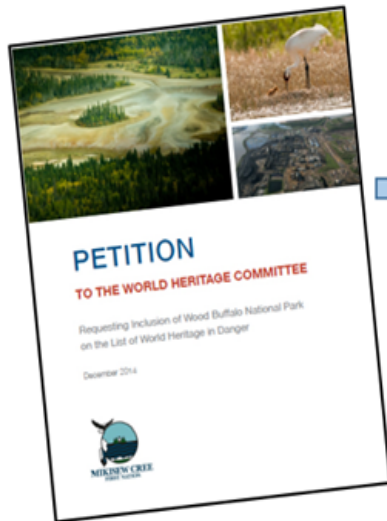 PETITION
TO THE WORLD HERITAGE COMMITTEE
Requesting Inclusion of Wood Buffalo National Park
on the List of World Heritage in Danger
December 2014
MIKISEW CREE
FIRST NATION